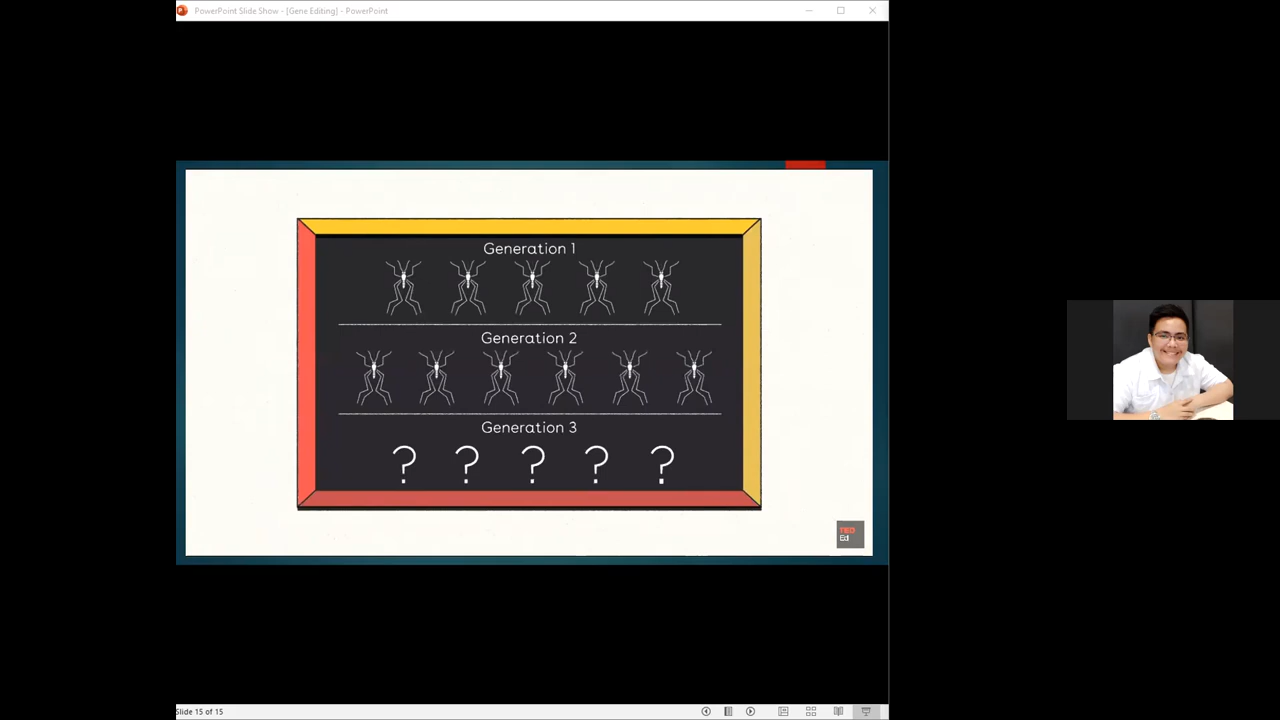 PowerPoint Slide Show - [Gene Editing] - PowerPoint
Generation 1
Generation 2
Generation 3
? ? ? ? ?
TED
Ed
Slide 15 of 15